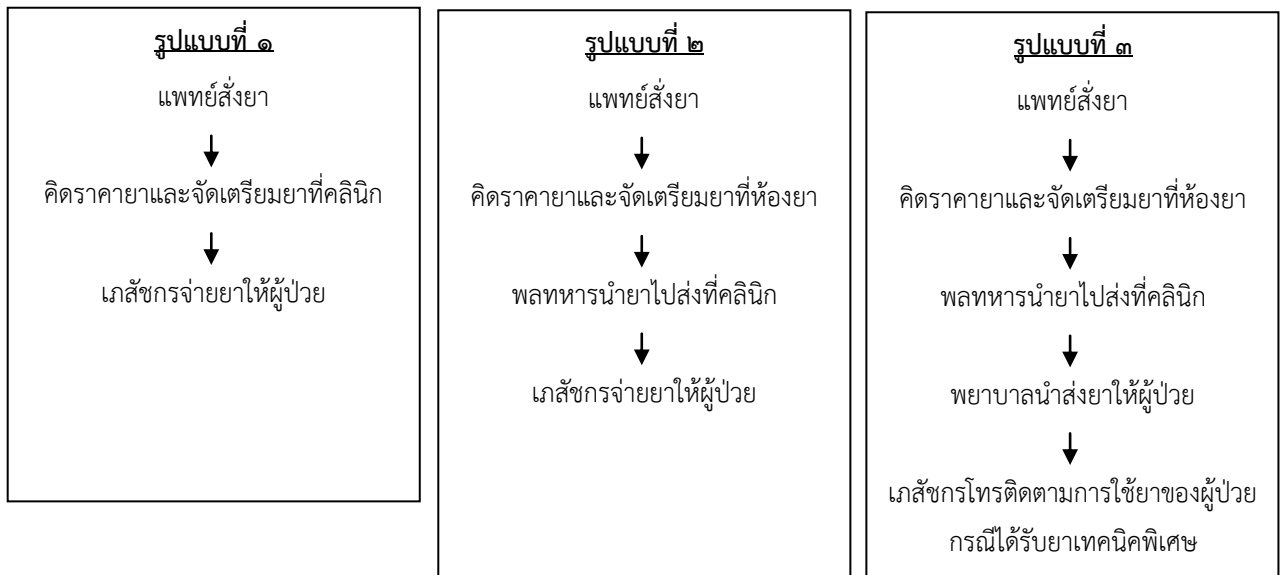 รูปแบบที่ ๑
แพทย์สั่งยา
คิดราคายาและจัดเตรียมยาที่คลินิก
เภสัชกรจ่ายยาให้ผู้ป่วย
รูปแบบที่ ๒
แพทย์สั่งยา
คิดราคายาและจัดเตรียมยาที่ห้องยา
พลทหารนำยาไปส่งที่คลินิก
เภสัชกรจ่ายยาให้ผู้ป่วย
รูปแบบที่ ๓
แพทย์สั่งยา
คิดราคายาและจัดเตรียมยาที่ห้องยา
พลทหารนำยาไปส่งที่คลินิก
พยาบาลนำส่งยาให้ผู้ป่วย
เภสัชกรโทรติดตามการใช้ยาของผู้ป่วย
กรณีได้รับยาเทคนิคพิเศษ